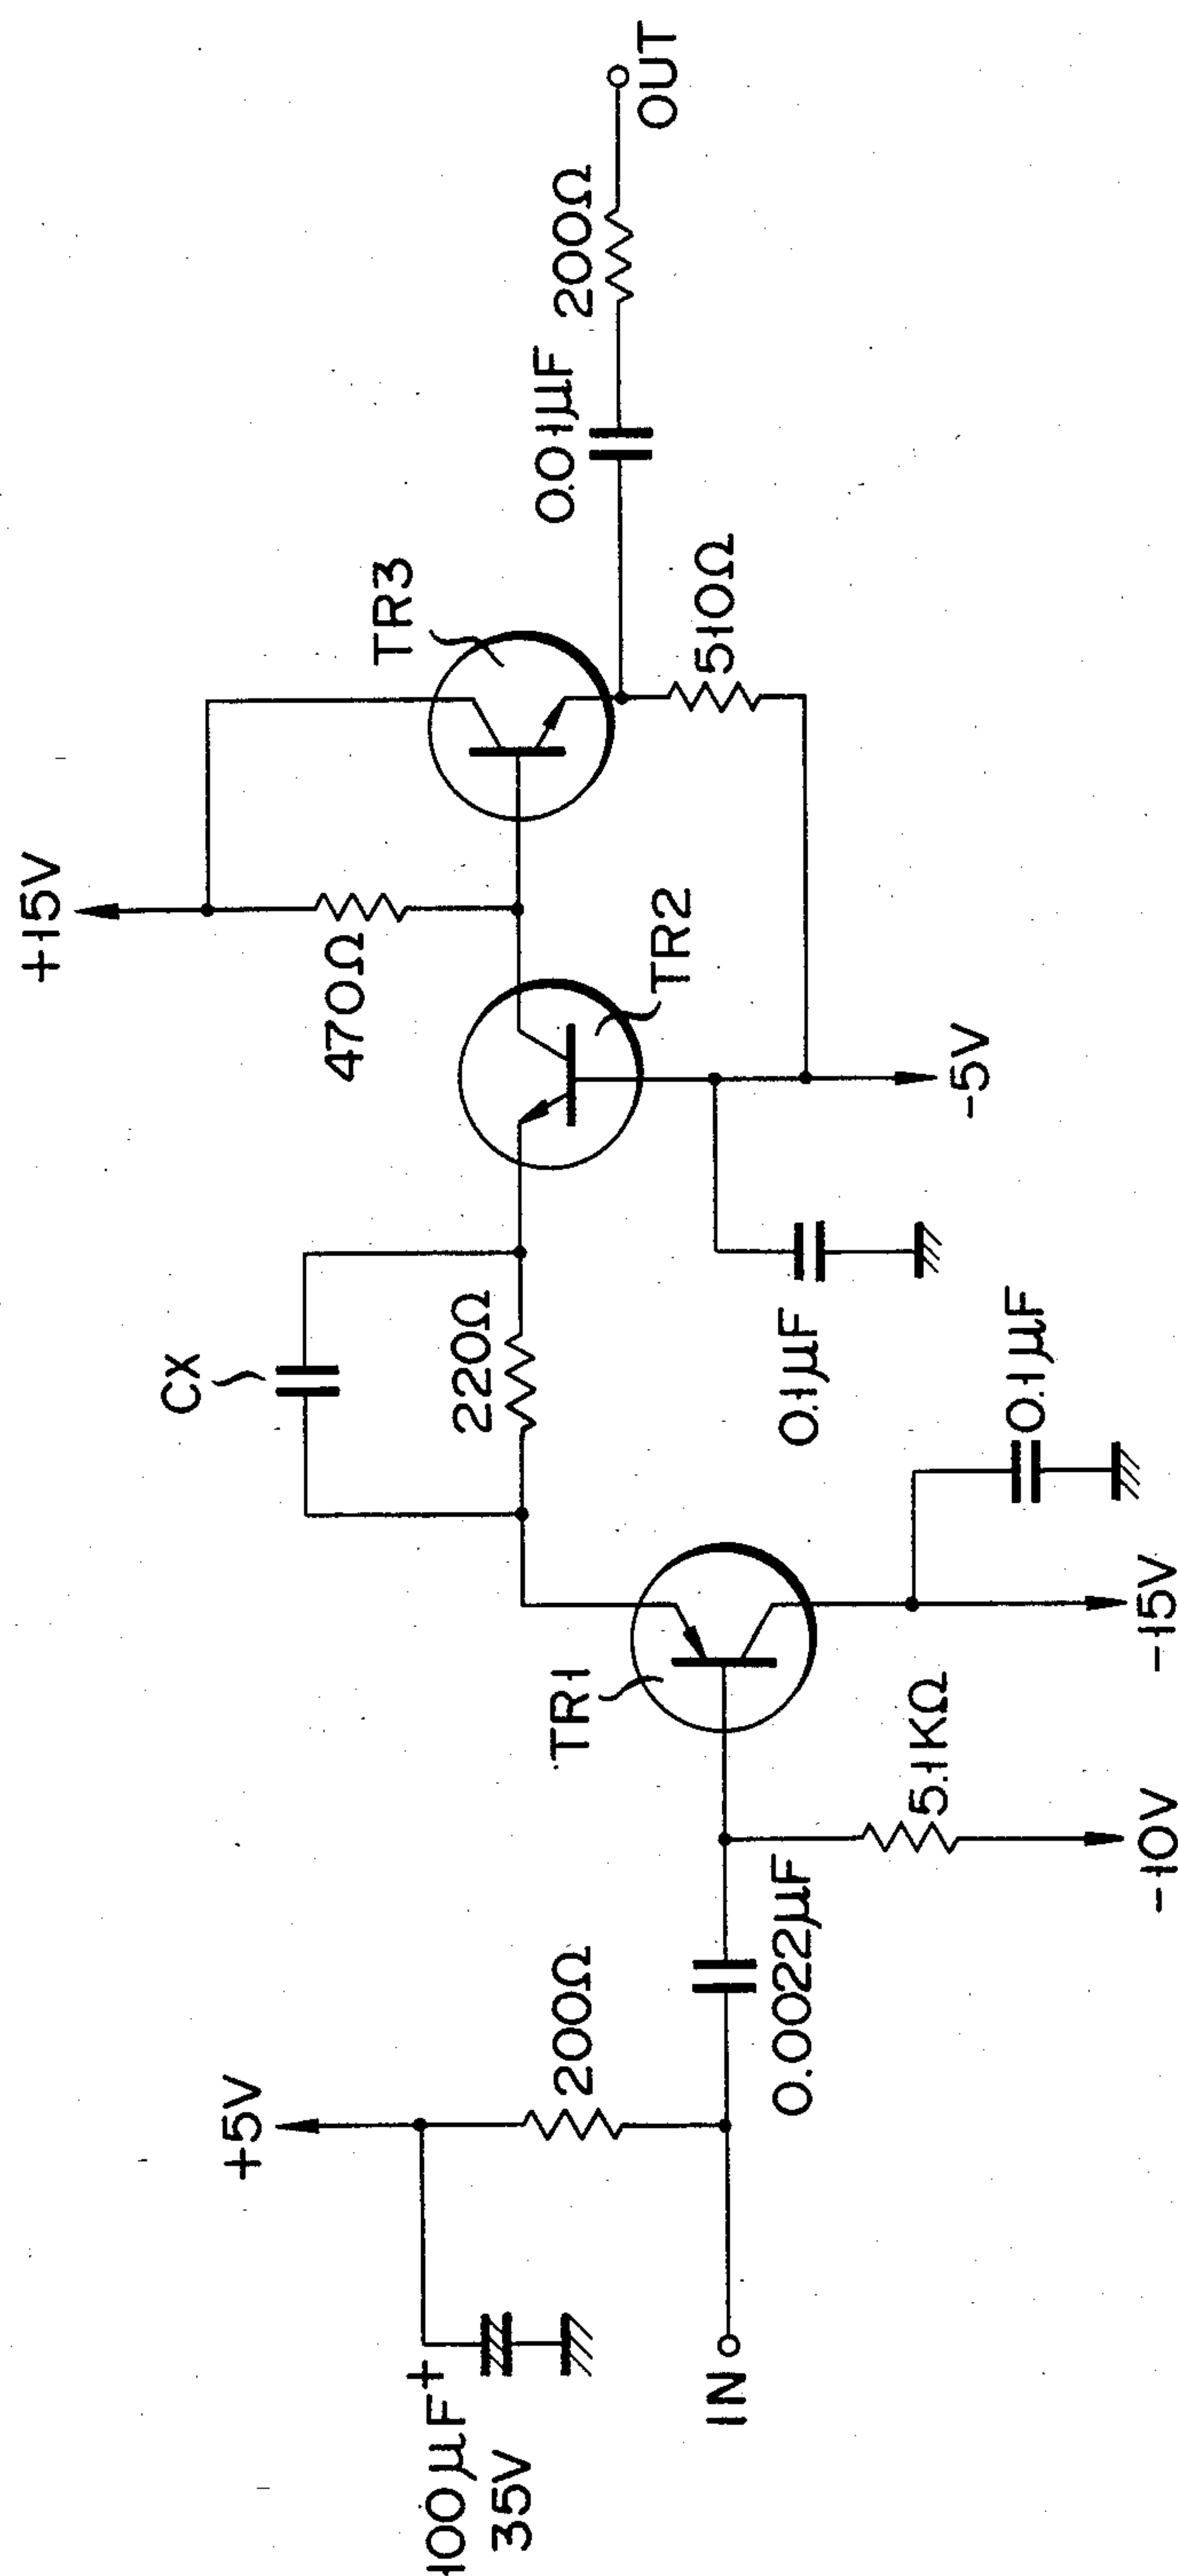 100μF+
35V
+5V
200Ω
IN
0.0022μF
5.1KΩ
-10V
TR1
-15V
0.1μF
CX
220Ω
0.1μF
TR2
-5V
470Ω
+15V
TR3
510Ω
0.01μF
200Ω
OUT